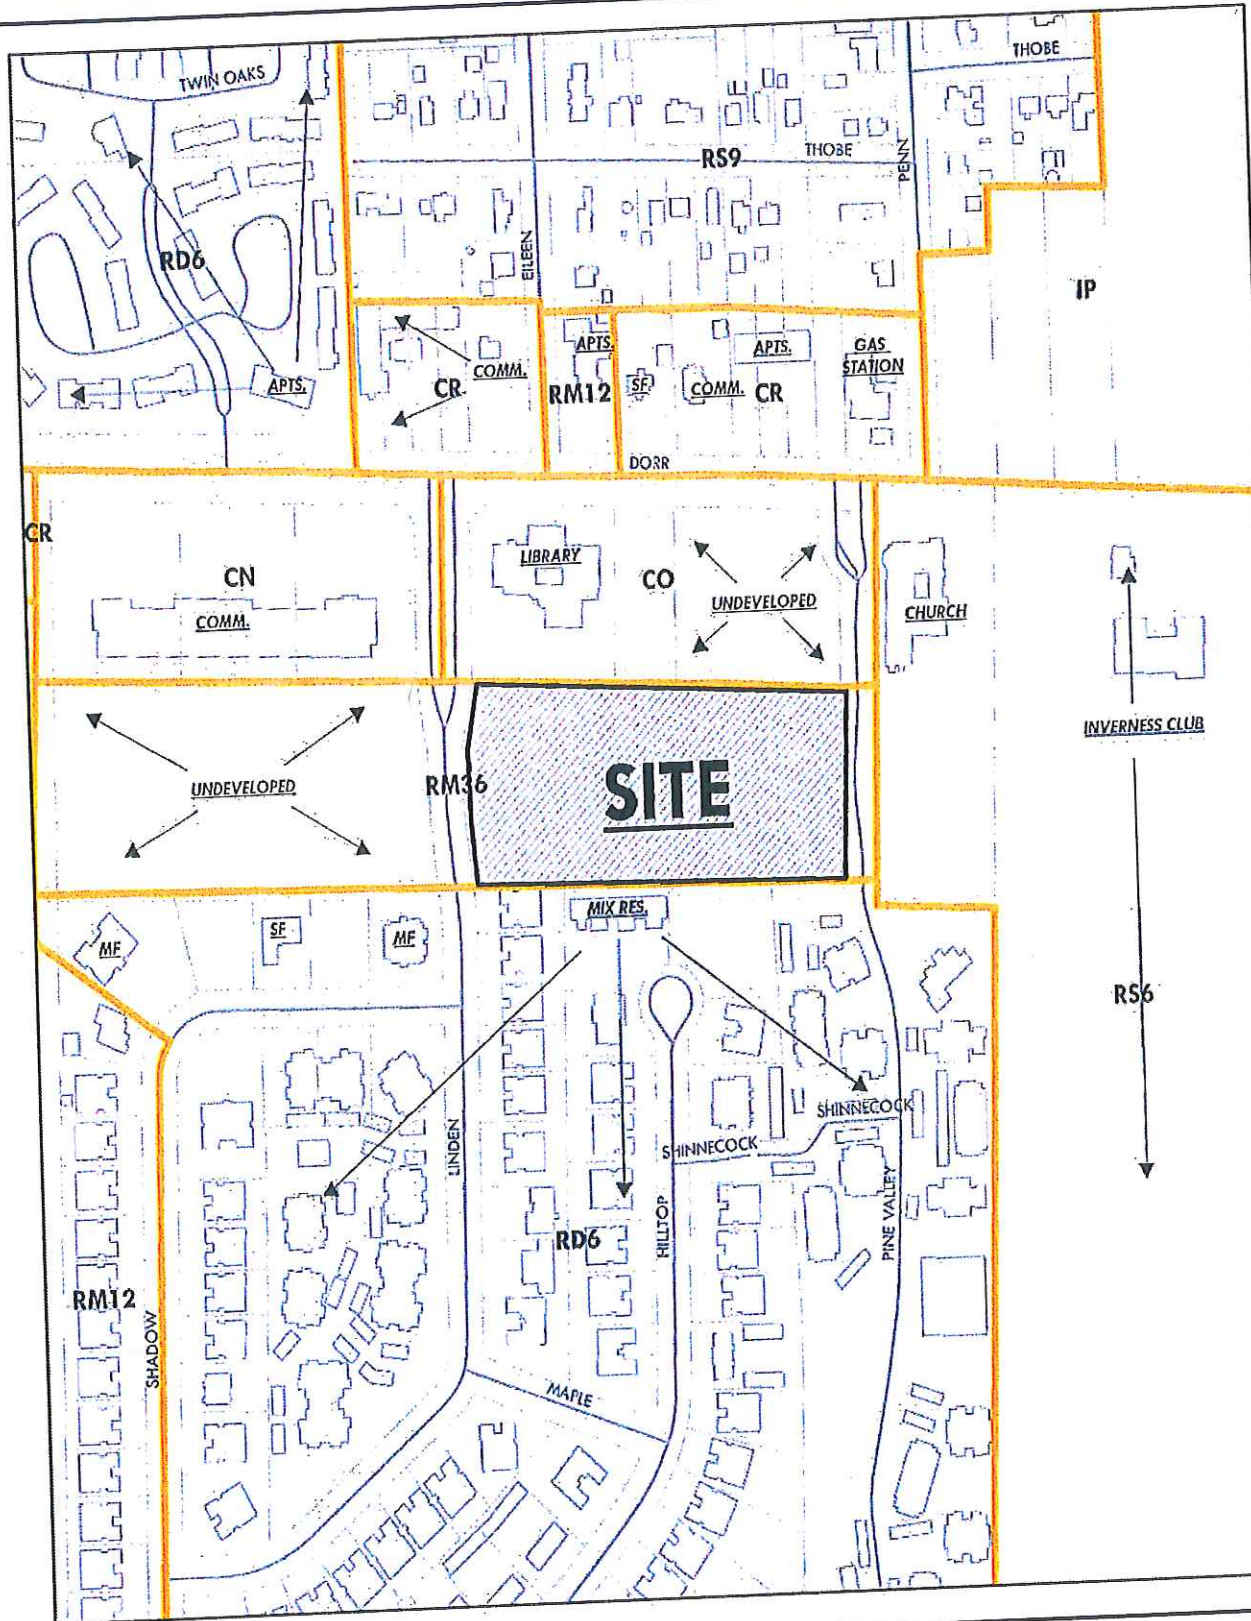 THOBE
TWIN OAKS
RS9
THOBE
PENN
EILEEN
RD6
IP
APTS.
COMM.
CR
APTS.
RM12
SF
COMM.
APTS.
CR
GAS
STATION
DORR
CR
CN
COMM.
LIBRARY
CO
UNDEVELOPED
CHURCH
INVERNESS CLUB
UNDEVELOPED
RM36
SITE
MF
SF
MF
MIX RES.
RS6
LINDEN
SHINNECOCK
SHINNECOCK
HILLTOP
PINE VALLEY
RD6
RM12
SHADOW
MAPLE